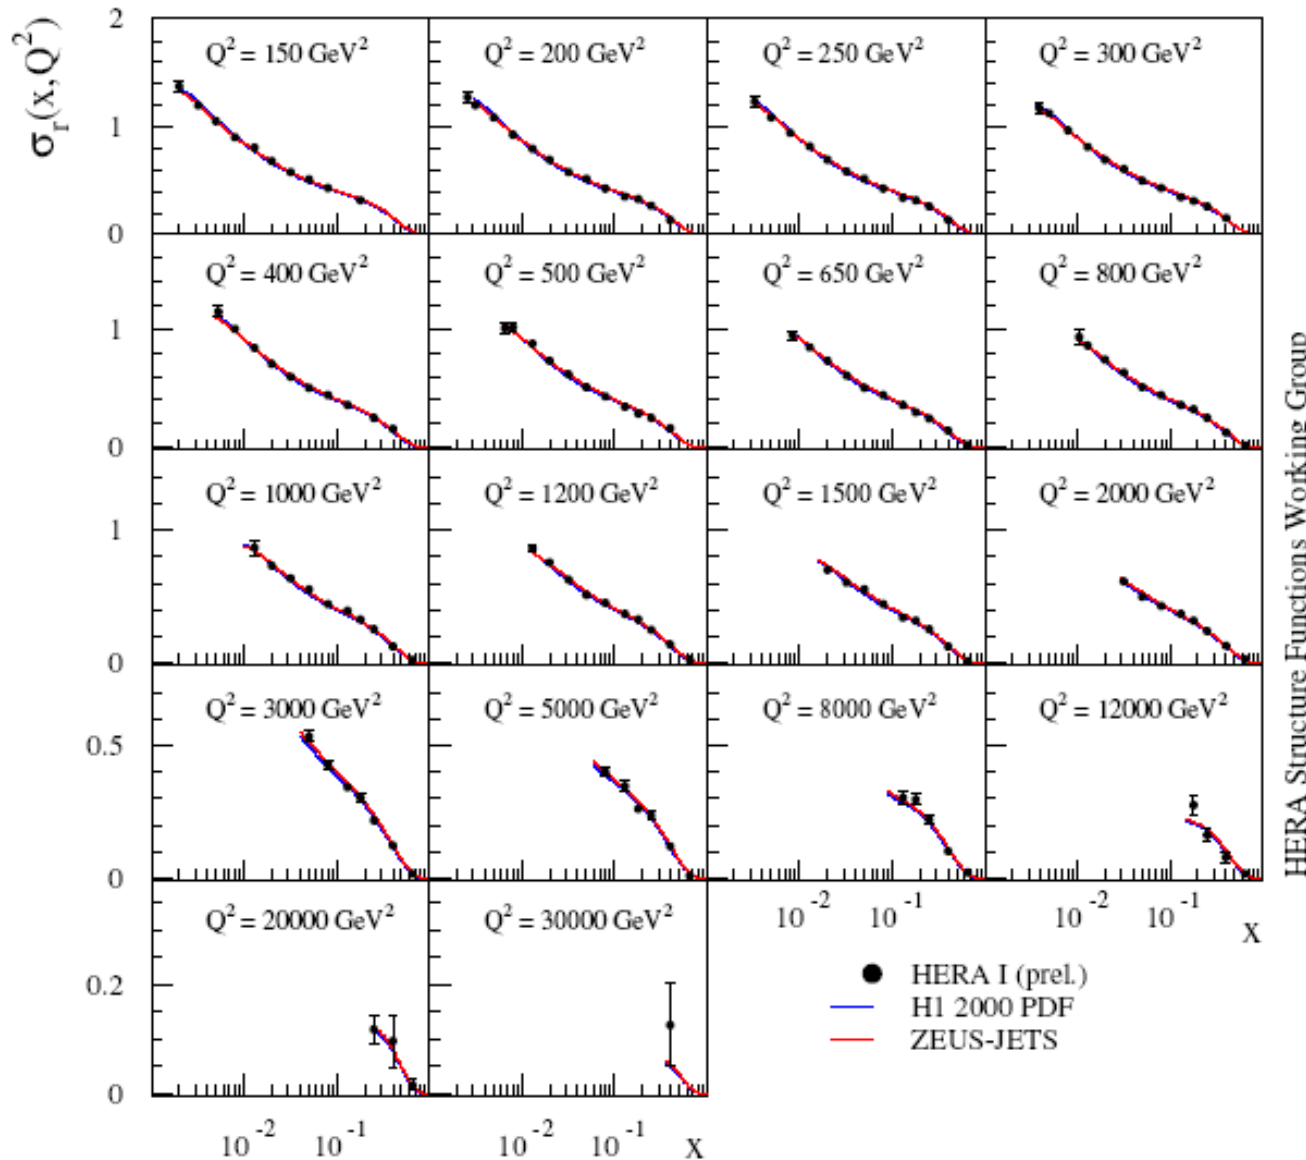 σr(x,Q²)
2
Q² = 150 GeV²
Q² = 200 GeV²
Q² = 250 GeV²
Q² = 300 GeV²
1
0
Q² = 400 GeV²
Q² = 500 GeV²
Q² = 650 GeV²
Q² = 800 GeV²
1
0
Q² = 1000 GeV²
Q² = 1200 GeV²
Q² = 1500 GeV²
Q² = 2000 GeV²
1
0
Q² = 3000 GeV²
Q² = 5000 GeV²
Q² = 8000 GeV²
Q² = 12000 GeV²
0.5
0
Q² = 20000 GeV²
Q² = 30000 GeV²
10⁻² 10⁻¹
10⁻² 10⁻¹ x
0.2
0
10⁻² 10⁻¹
10⁻² 10⁻¹ x
HERA I (prel.)
H1 2000 PDF
ZEUS-JETS
HERA Structure Functions Working Group